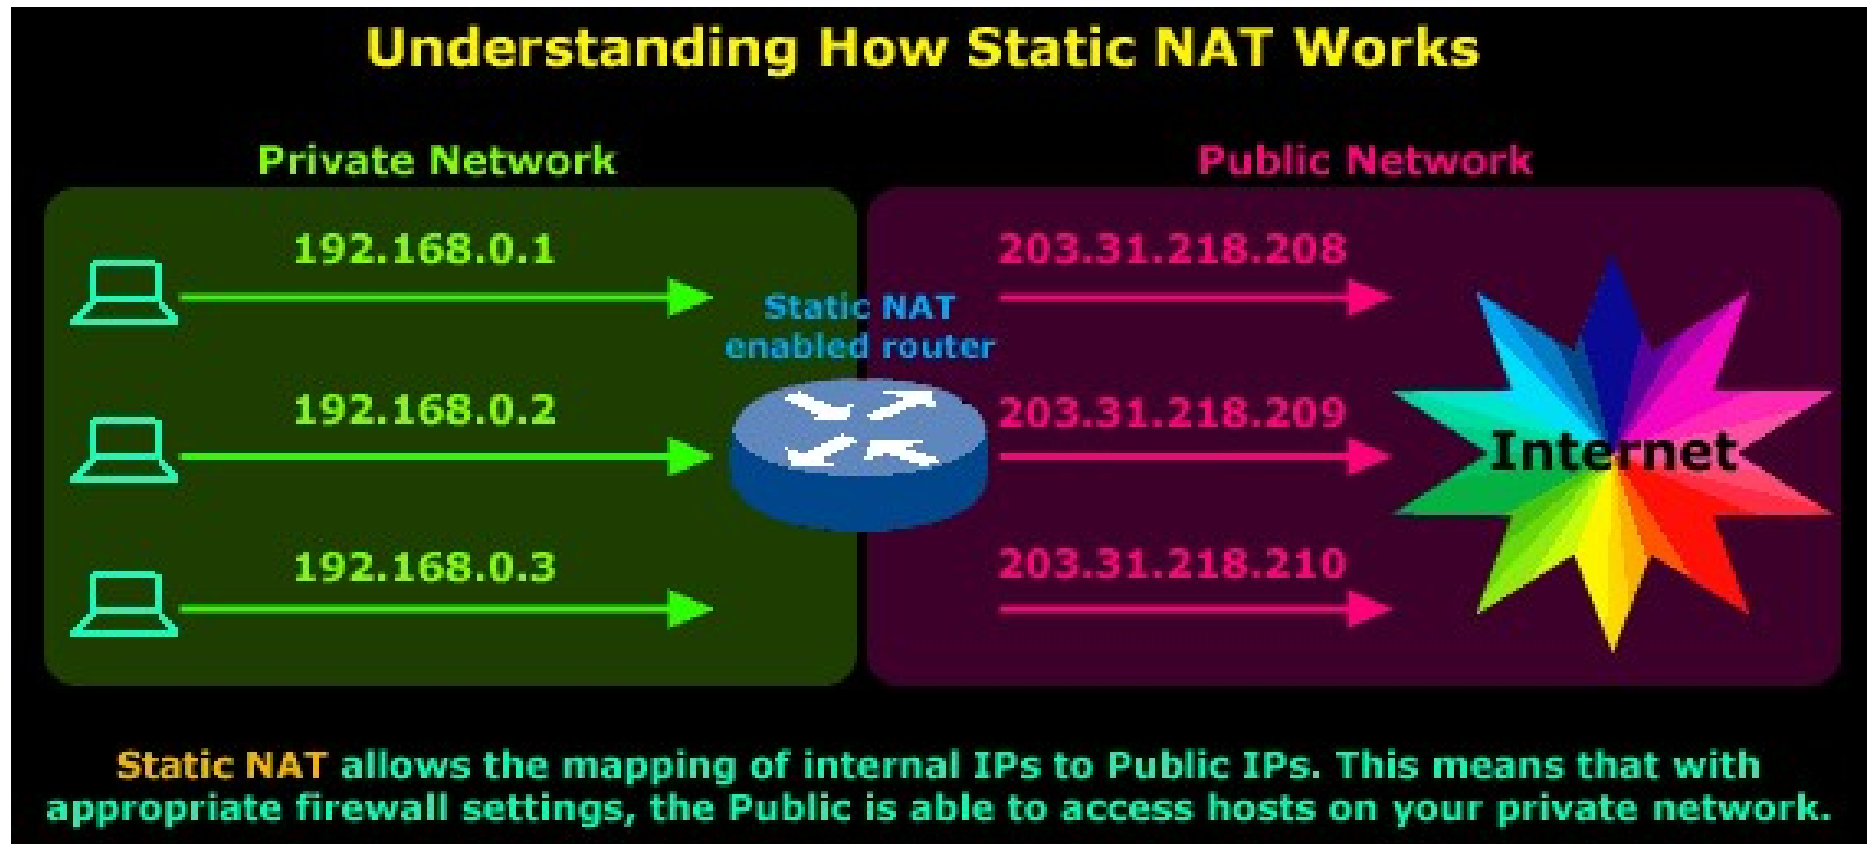 Understanding How Static NAT Works
Private Network
Public Network
192.168.0.1
203.31.218.208
Static NAT
enabled router
192.168.0.2
203.31.218.209
Internet
192.168.0.3
203.31.218.210
Static NAT allows the mapping of internal IPs to Public IPs. This means that with
appropriate firewall settings, the Public is able to access hosts on your private network.